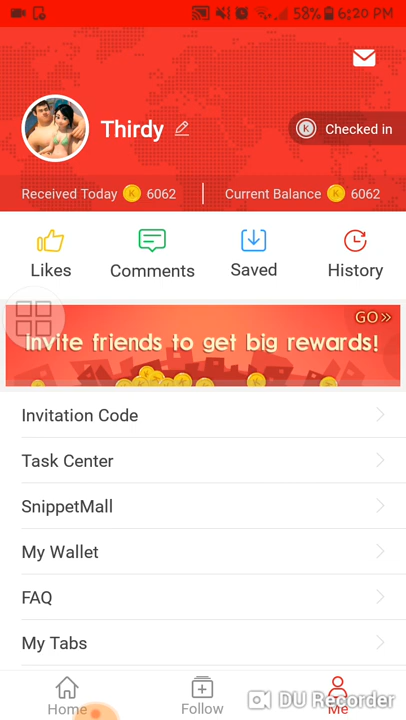 58% 6:20 PM
Thirdy
K Checked in
Received Today K 6062 Current Balance K 6062
Likes Comments Saved History
GO»
Invite friends to get big rewards!
Invitation Code
Task Center
SnippetMall
My Wallet
FAQ
My Tabs
Home Follow Me
DU Recorder